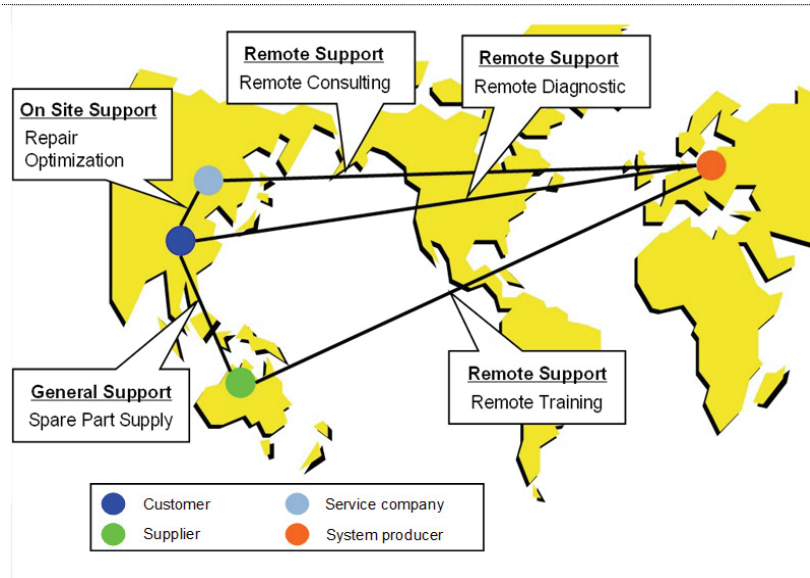 Remote Support
Remote Consulting
Remote Support
Remote Diagnostic
On Site Support
Repair
Optimization
General Support
Spare Part Supply
Remote Support
Remote Training
Customer
Service company
Supplier
System producer